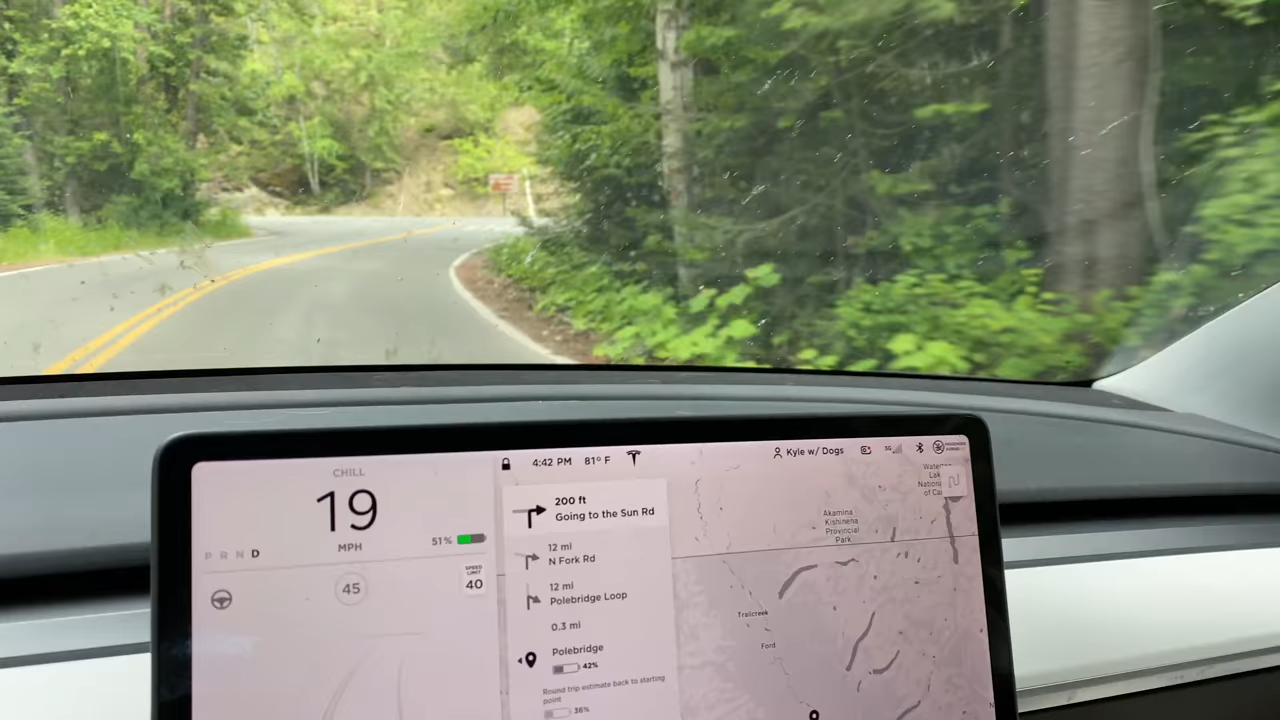 CHILL
19
MPH
P R N D
51%
45
SPEED
LIMIT
40
4:42 PM 81°F
Kyle w/ Dogs
5G
200 ft
Going to the Sun Rd
12 mi
N Fork Rd
12 mi
Polebridge Loop
0.3 mi
Polebridge
42%
Round trip estimate back to starting
point
36%
Akamina
Kishinena
Provincial
Park
Trailcreek
Ford
N